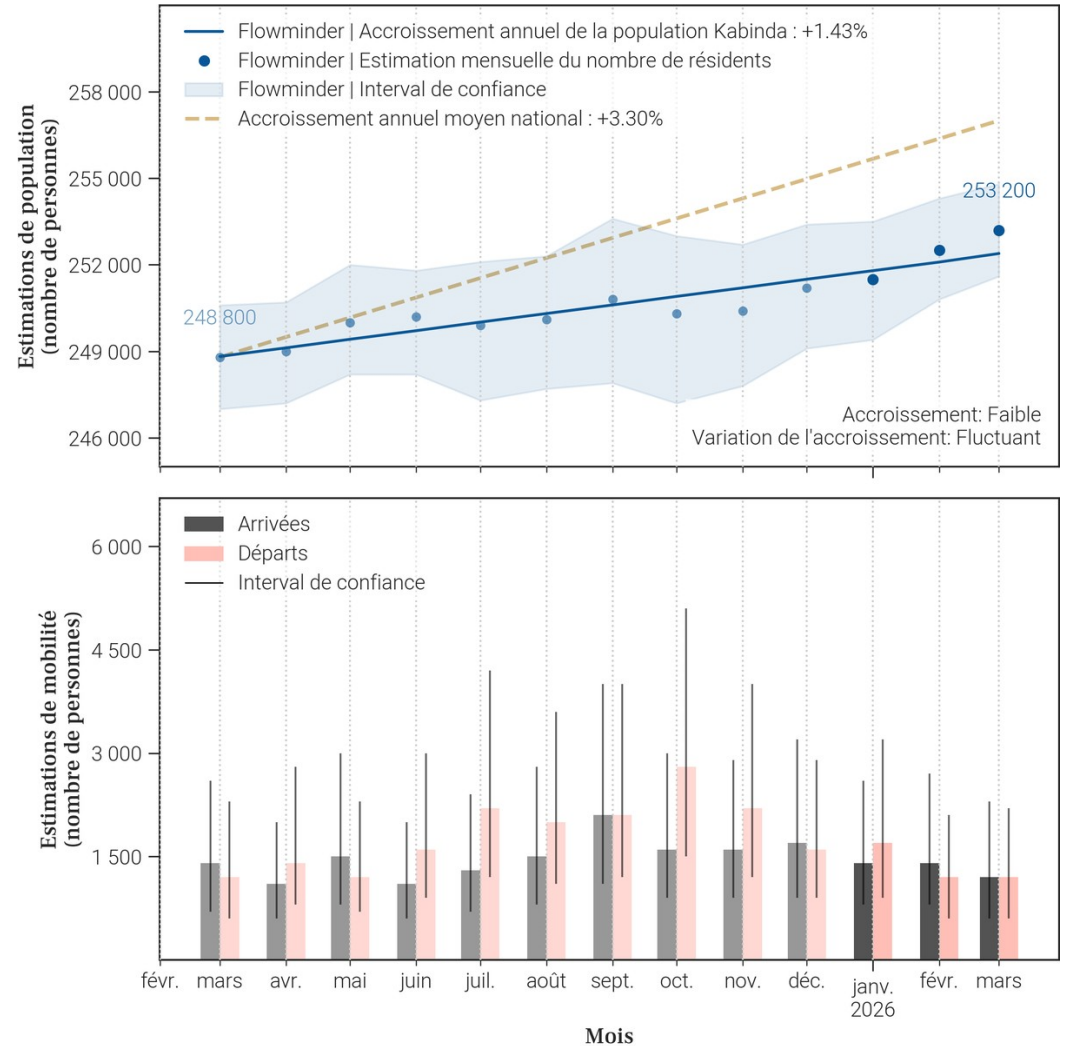 Flowminder | Accroissement annuel de la population Kabinda : +1.43%
Flowminder | Estimation mensuelle du nombre de résidents
Flowminder | Interval de confiance
Accroissement annuel moyen national : +3.30%
Estimations de population
(nombre de personnes)
258 000
255 000
252 000
249 000
246 000
248 800
253 200
Accroissement: Faible
Variation de l'accroissement: Fluctuant
Arrivées
Départs
Interval de confiance
Estimations de mobilité
(nombre de personnes)
6 000
4 500
3 000
1 500
févr. mars avr. mai juin juil. août sept. oct. nov. déc. janv. févr. mars
2026
Mois